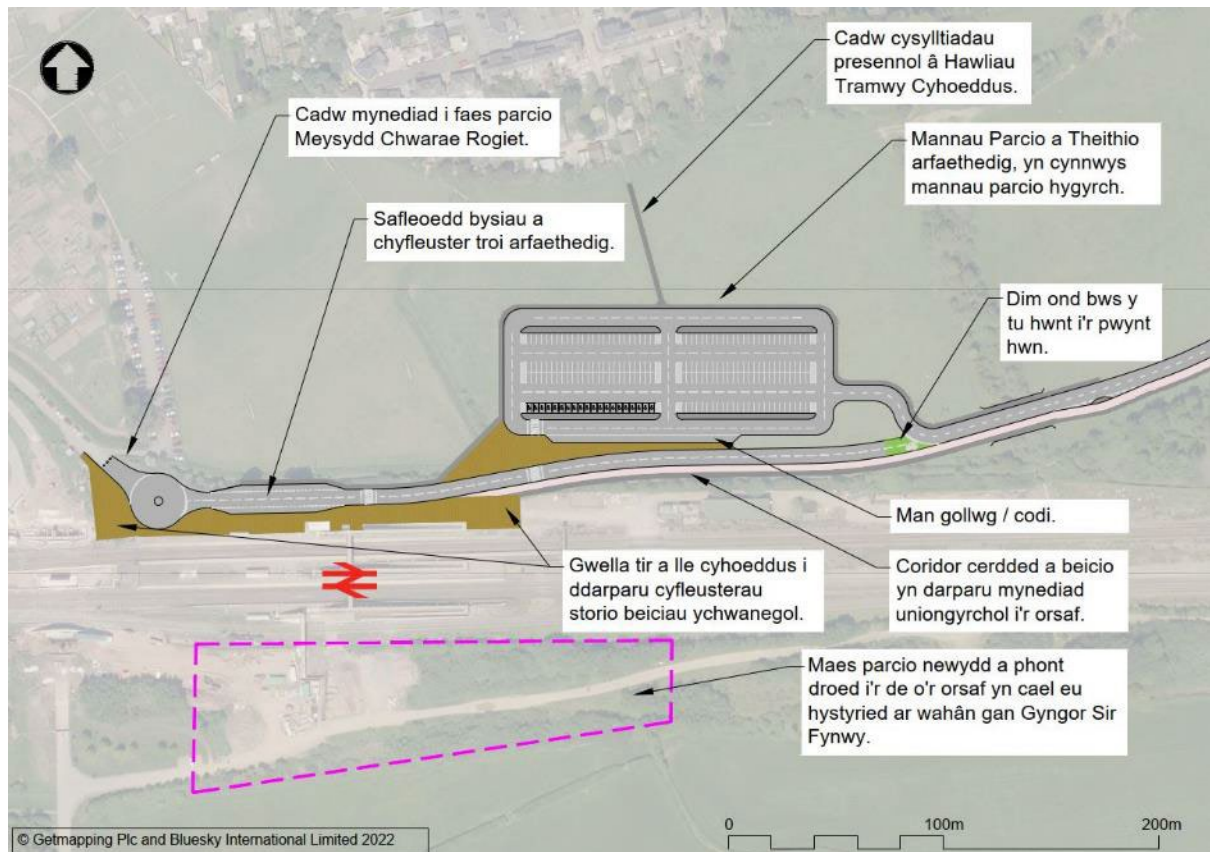 Cadw cysylltiadau
presennol â Hawliau
Tramwy Cyhoeddus.
Cadw mynediad i faes parcio
Meysydd Chwarae Rogiet.
Mannau Parcio a Theithio
arfaethedig, yn cynnwys
mannau parcio hygyrch.
Safleoedd bysiau a
chyfleuster troi arfaethedig.
Dim ond bws y
tu hwnt i'r pwynt
hwn.
Man gollwg / codi.
Gwella tir a lle cyhoeddus i
ddarparu cyfleusterau
storio beiciau ychwanegol.
Coridor cerdded a beicio
yn darparu mynediad
uniongyrchol i'r orsaf.
Maes parcio newydd a phont
droed i'r de o'r orsaf yn cael eu
hystyried ar wahân gan Gyngor Sir
Fynwy.
0 100m 200m
© Getmapping Plc and Bluesky International Limited 2022